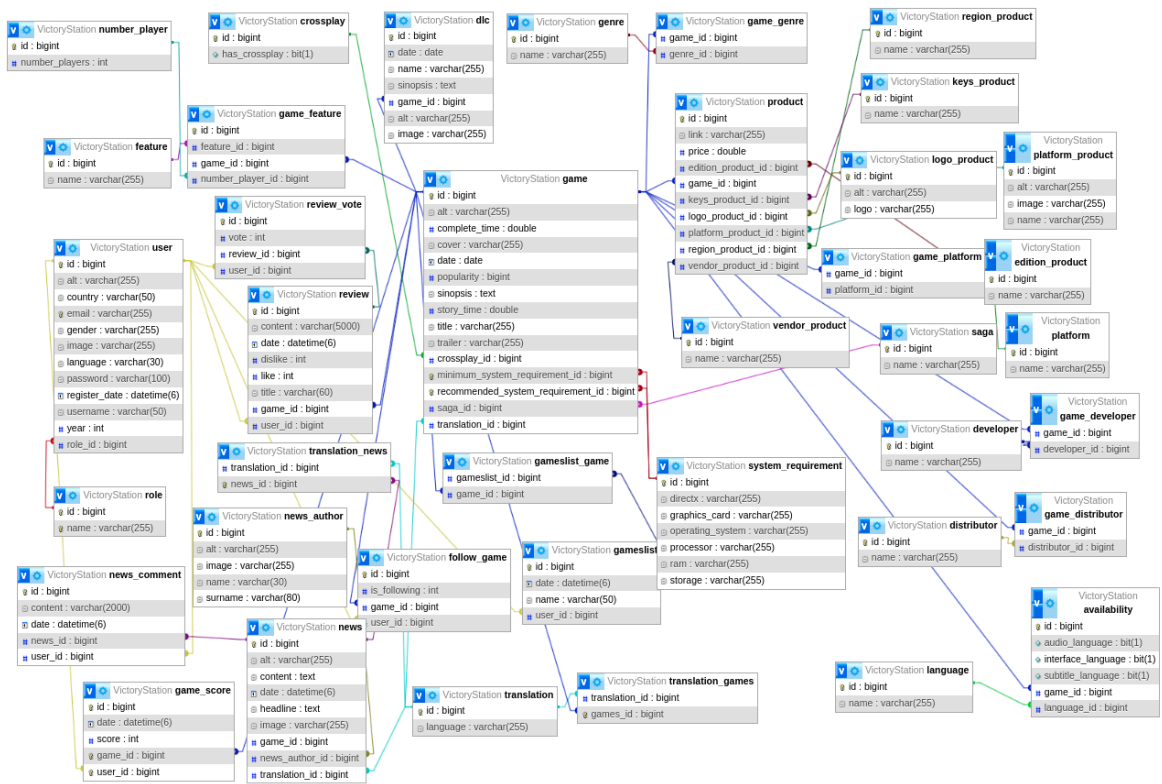 VictoryStation number_player
id : bigint
number_players : int
VictoryStation crossplay
id : bigint
has_crossplay : bit(1)
VictoryStation dlc
id : bigint
date : date
name : varchar(255)
sinopsis : text
game_id : bigint
alt : varchar(255)
image : varchar(255)
VictoryStation genre
id : bigint
name : varchar(255)
VictoryStation game_genre
game_id : bigint
genre_id : bigint
VictoryStation region_product
id : bigint
name : varchar(255)
VictoryStation keys_product
id : bigint
name : varchar(255)
VictoryStation game_feature
id : bigint
feature_id : bigint
game_id : bigint
number_player_id : bigint
VictoryStation feature
id : bigint
name : varchar(255)
VictoryStation product
id : bigint
link : varchar(255)
price : double
edition_product_id : bigint
game_id : bigint
keys_product_id : bigint
logo_product_id : bigint
platform_product_id : bigint
region_product_id : bigint
vendor_product_id : bigint
VictoryStation logo_product
id : bigint
alt : varchar(255)
logo : varchar(255)
VictoryStation
platform_product
id : bigint
alt : varchar(255)
image : varchar(255)
name : varchar(255)
VictoryStation game
id : bigint
alt : varchar(255)
complete_time : double
cover : varchar(255)
date : date
popularity : bigint
sinopsis : text
story_time : double
title : varchar(255)
trailer : varchar(255)
crossplay_id : bigint
minimum_system_requirement_id : bigint
recommended_system_requirement_id : bigint
saga_id : bigint
translation_id : bigint
VictoryStation review_vote
id : bigint
vote : int
review_id : bigint
user_id : bigint
VictoryStation user
id : bigint
alt : varchar(255)
country : varchar(50)
email : varchar(255)
gender : varchar(255)
image : varchar(255)
language : varchar(30)
password : varchar(100)
register_date : datetime(6)
username : varchar(50)
year : int
role_id : bigint
VictoryStation review
id : bigint
content : varchar(5000)
date : datetime(6)
dislike : int
like : int
title : varchar(60)
game_id : bigint
user_id : bigint
VictoryStation game_platform
game_id : bigint
platform_id : bigint
VictoryStation
edition_product
id : bigint
name : varchar(255)
VictoryStation vendor_product
id : bigint
name : varchar(255)
VictoryStation saga
id : bigint
name : varchar(255)
VictoryStation
platform
id : bigint
name : varchar(255)
VictoryStation
game_developer
game_id : bigint
developer_id : bigint
VictoryStation developer
id : bigint
name : varchar(255)
VictoryStation translation_news
translation_id : bigint
news_id : bigint
VictoryStation gameslist_game
gameslist_id : bigint
game_id : bigint
VictoryStation system_requirement
id : bigint
directx : varchar(255)
graphics_card : varchar(255)
operating_system : varchar(255)
processor : varchar(255)
ram : varchar(255)
storage : varchar(255)
VictoryStation role
id : bigint
name : varchar(255)
VictoryStation
game_distributor
game_id : bigint
distributor_id : bigint
VictoryStation distributor
id : bigint
name : varchar(255)
VictoryStation news_author
id : bigint
alt : varchar(255)
image : varchar(255)
name : varchar(30)
surname : varchar(80)
VictoryStation follow_game
id : bigint
is_following : int
game_id : bigint
user_id : bigint
VictoryStation gameslist
id : bigint
date : datetime(6)
name : varchar(50)
user_id : bigint
VictoryStation news_comment
id : bigint
content : varchar(2000)
date : datetime(6)
news_id : bigint
user_id : bigint
VictoryStation
availability
id : bigint
audio_language : bit(1)
interface_language : bit(1)
subtitle_language : bit(1)
game_id : bigint
language_id : bigint
VictoryStation news
id : bigint
alt : varchar(255)
content : text
date : datetime(6)
headline : text
image : varchar(255)
game_id : bigint
news_author_id : bigint
translation_id : bigint
VictoryStation language
id : bigint
name : varchar(255)
VictoryStation game_score
id : bigint
date : datetime(6)
score : int
game_id : bigint
user_id : bigint
VictoryStation translation
id : bigint
language : varchar(255)
VictoryStation translation_games
translation_id : bigint
games_id : bigint